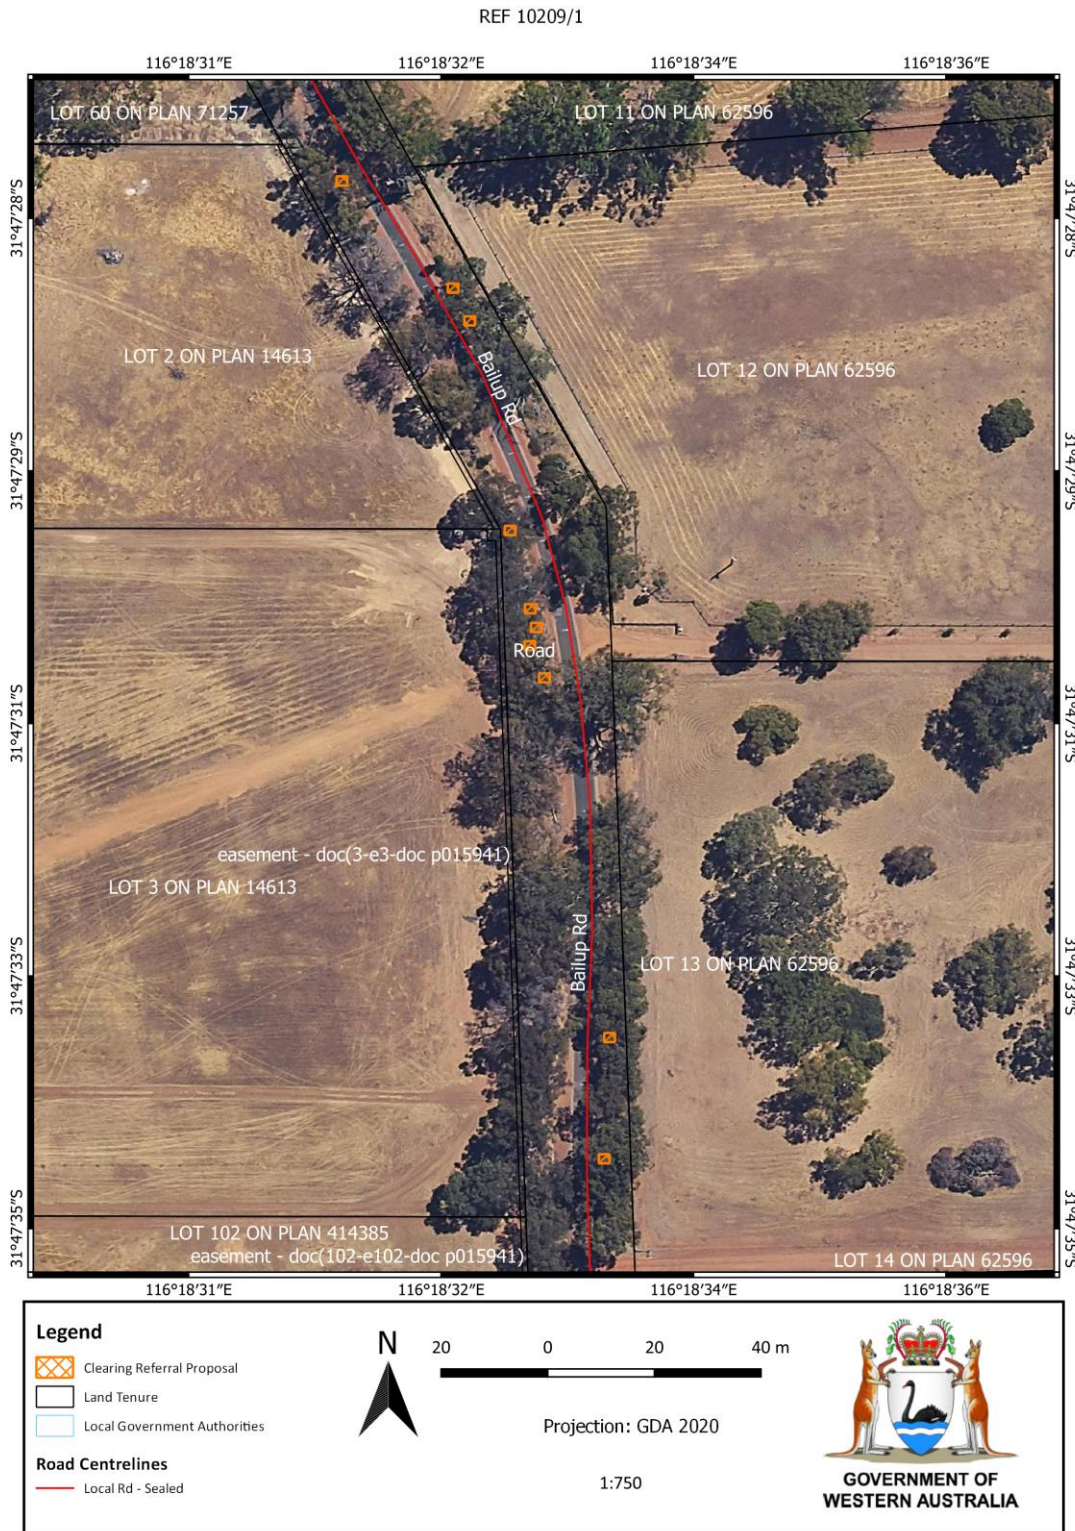 REF 10209/1
116°18'31"E 116°18'32"E 116°18'34"E 116°18'36"E
LOT 60 ON PLAN 71257
LOT 11 ON PLAN 62596
31°47'28"S
31°47'28"S
LOT 2 ON PLAN 14613
LOT 12 ON PLAN 62596
Bailup Rd
31°47'29"S
31°47'29"S
Road
31°47'31"S
31°47'31"S
easement - doc(3-e3-doc p015941)
LOT 3 ON PLAN 14613
Bailup Rd
LOT 13 ON PLAN 62596
31°47'33"S
31°47'33"S
31°47'35"S
31°47'35"S
LOT 102 ON PLAN 414385
easement - doc(102-e102-doc p015941)
LOT 14 ON PLAN 62596
116°18'31"E 116°18'32"E 116°18'34"E 116°18'36"E
Legend
Clearing Referral Proposal
Land Tenure
Local Government Authorities
Road Centrelines
Local Rd - Sealed
N
20 0 20 40 m
Projection: GDA 2020
1:750
GOVERNMENT OF
WESTERN AUSTRALIA